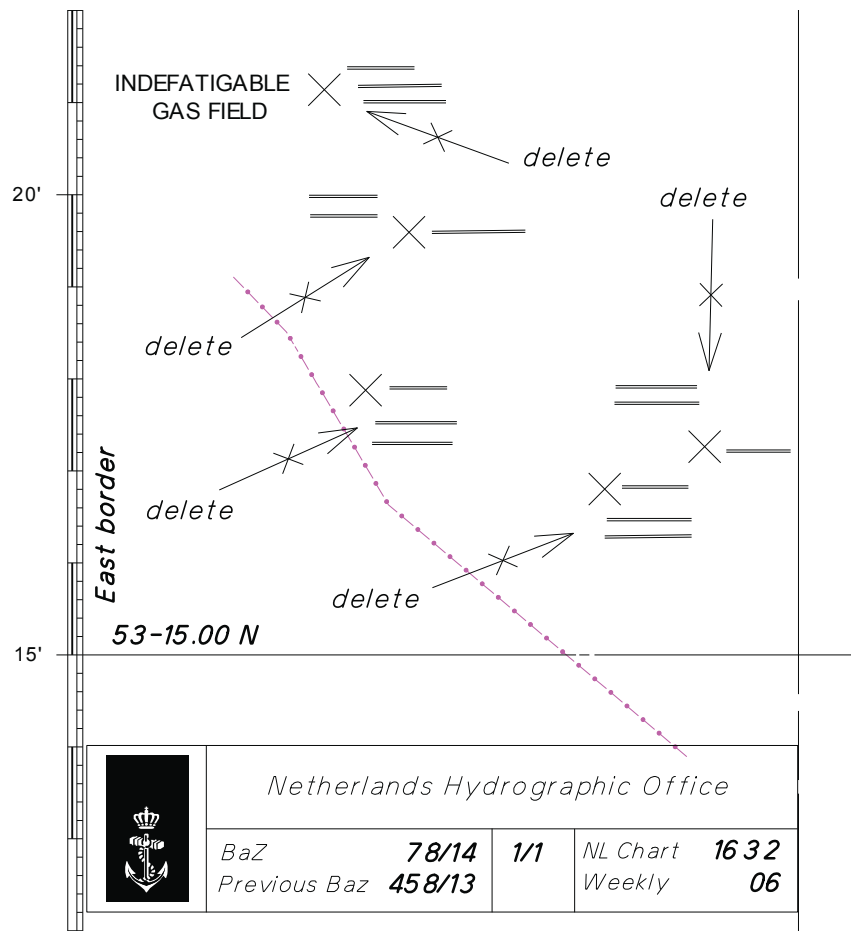 INDEFATIGABLE
GAS FIELD
delete
20'
delete
delete
delete
East border
delete
53-15.00 N
15'
Netherlands Hydrographic Office
BaZ 78/14 1/1 NL Chart 1632
Previous Baz 458/13 Weekly 06